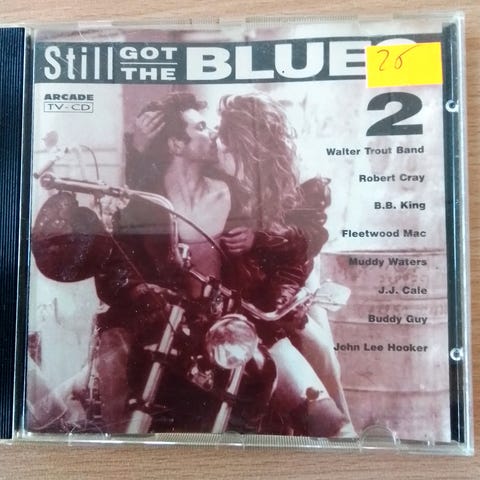 Still GOT THE BLUES
25
2
ARCADE
TV-CD
Walter Trout Band
Robert Cray
B.B. King
Fleetwood Mac
Muddy Waters
J.J. Cale
Buddy Guy
John Lee Hooker